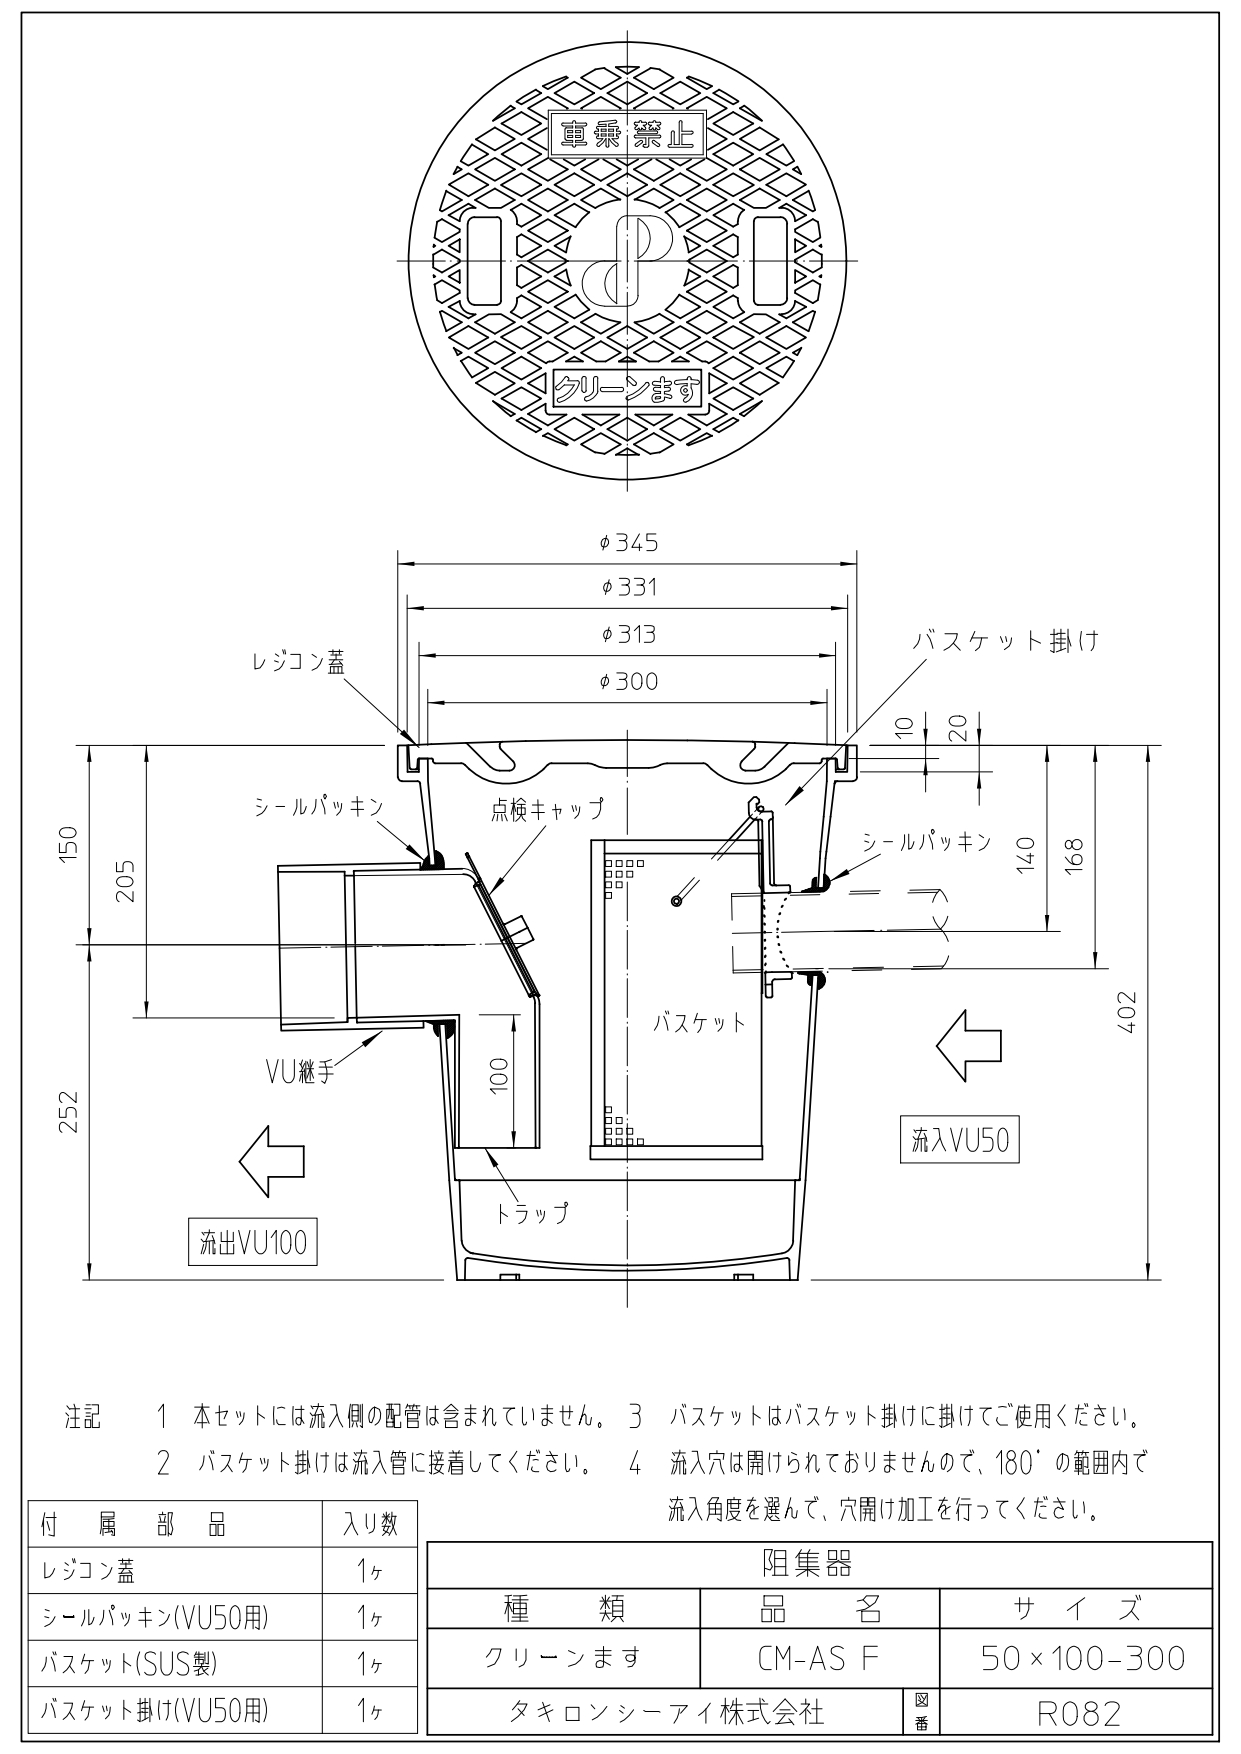 車乗禁止
クリーンます
φ345
φ331
φ313
φ300
レジコン蓋
バスケット掛け
10
20
シールパッキン
点検キャップ
シールパッキン
150
205
140
168
402
バスケット
VU継手
100
252
流入VU50
トラップ
流出VU100
注記 1 本セットには流入側の配管は含まれていません。
2 バスケット掛けは流入管に接着してください。
3 バスケットはバスケット掛けに掛けてご使用ください。
4 流入穴は開けられておりませんので、180°の範囲内で
流入角度を選んで、穴開け加工を行ってください。
付属部品 入り数
レジコン蓋 1ヶ
シールパッキン(VU50用) 1ヶ
バスケット(SUS製) 1ヶ
バスケット掛け(VU50用) 1ヶ
阻集器
種類 品名 サイズ
クリーンます CM-AS F 50×100-300
タキロンシーアイ株式会社 図番 R082